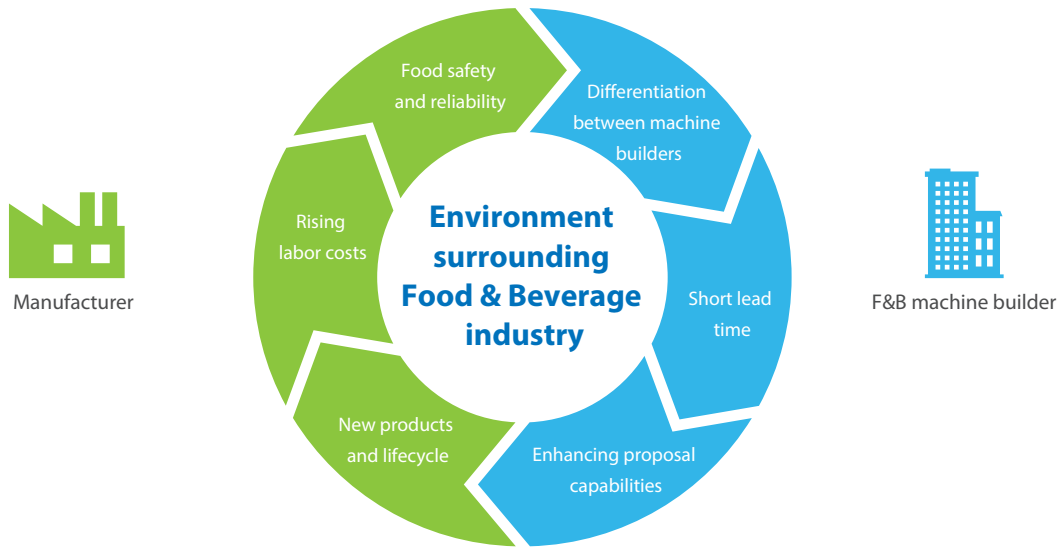 Food safety
and reliability
Differentiation
between machine
builders
Rising
labor costs
Environment
surrounding
Food & Beverage
industry
Short lead
time
Manufacturer
F&B machine builder
New products
and lifecycle
Enhancing proposal
capabilities